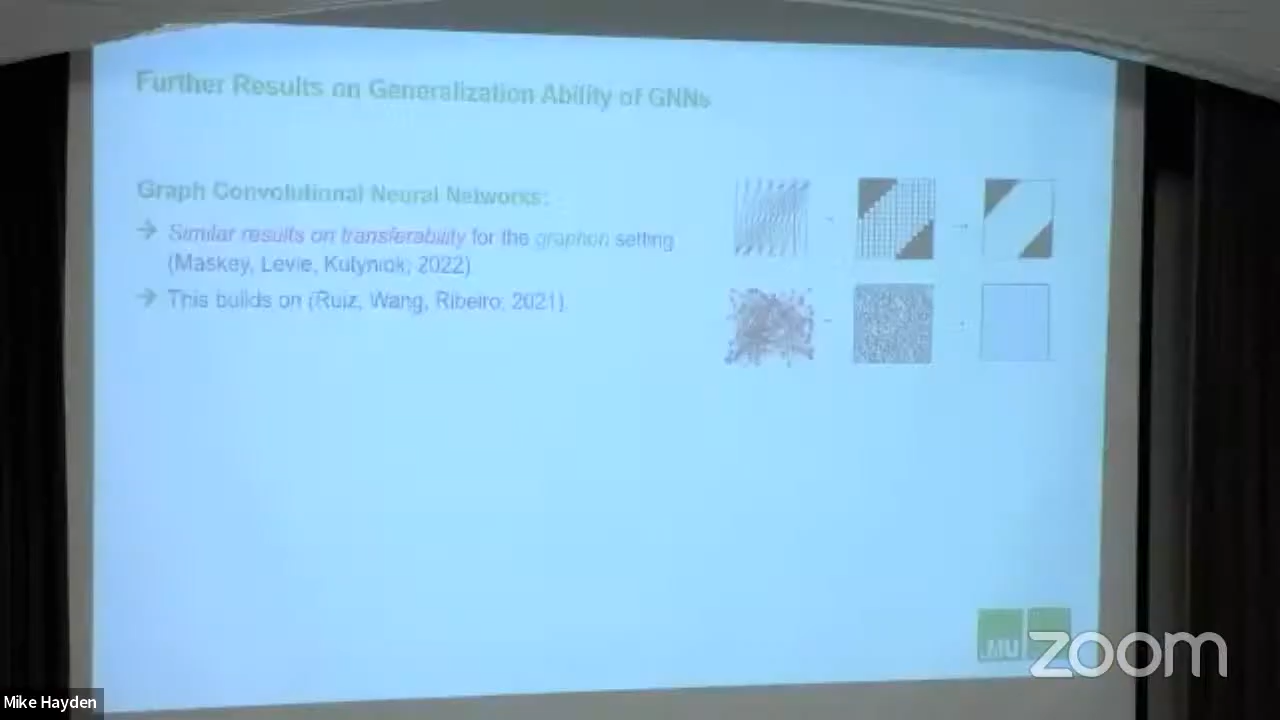 Further Results on Generalization Ability of GNNs
Graph Convolutional Neural Networks:
→ Similar results on transferability for the graphon setting
(Maskey, Levie, Kutyniok; 2022).
→ This builds on (Ruiz, Wang, Ribeiro; 2021).
LMU
zoom
Mike Hayden